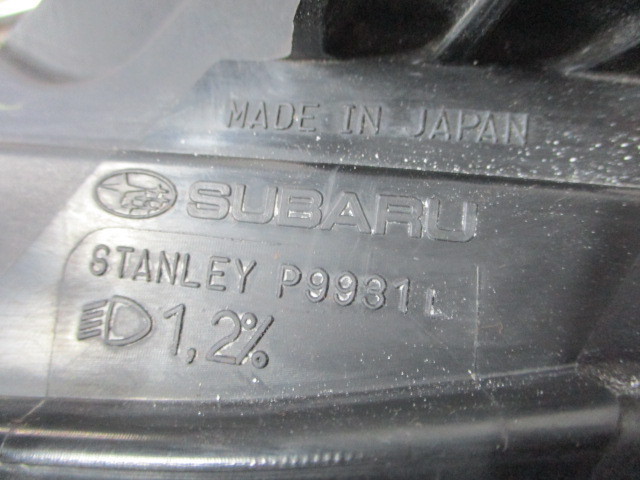 MADE IN JAPAN
SUBARU
STANLEY P9931 L
1,2%